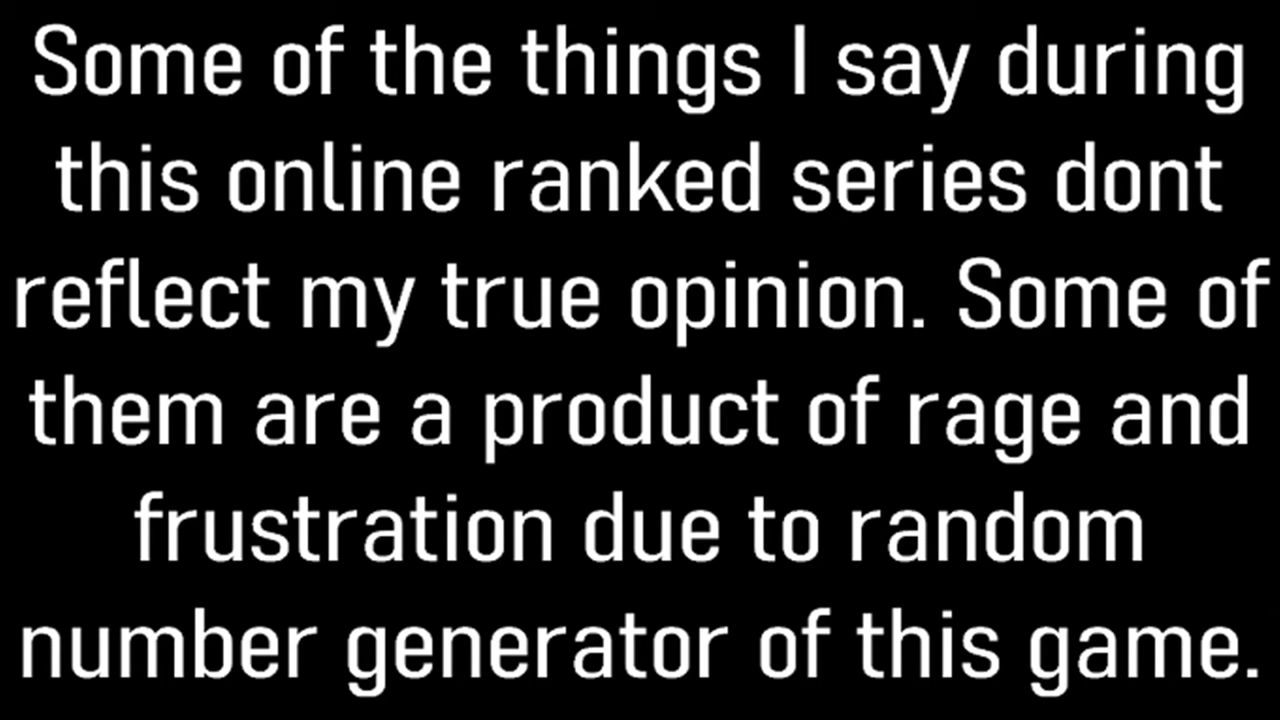 Some of the things I say during
this online ranked series dont
reflect my true opinion. Some of
them are a product of rage and
frustration due to random
number generator of this game.